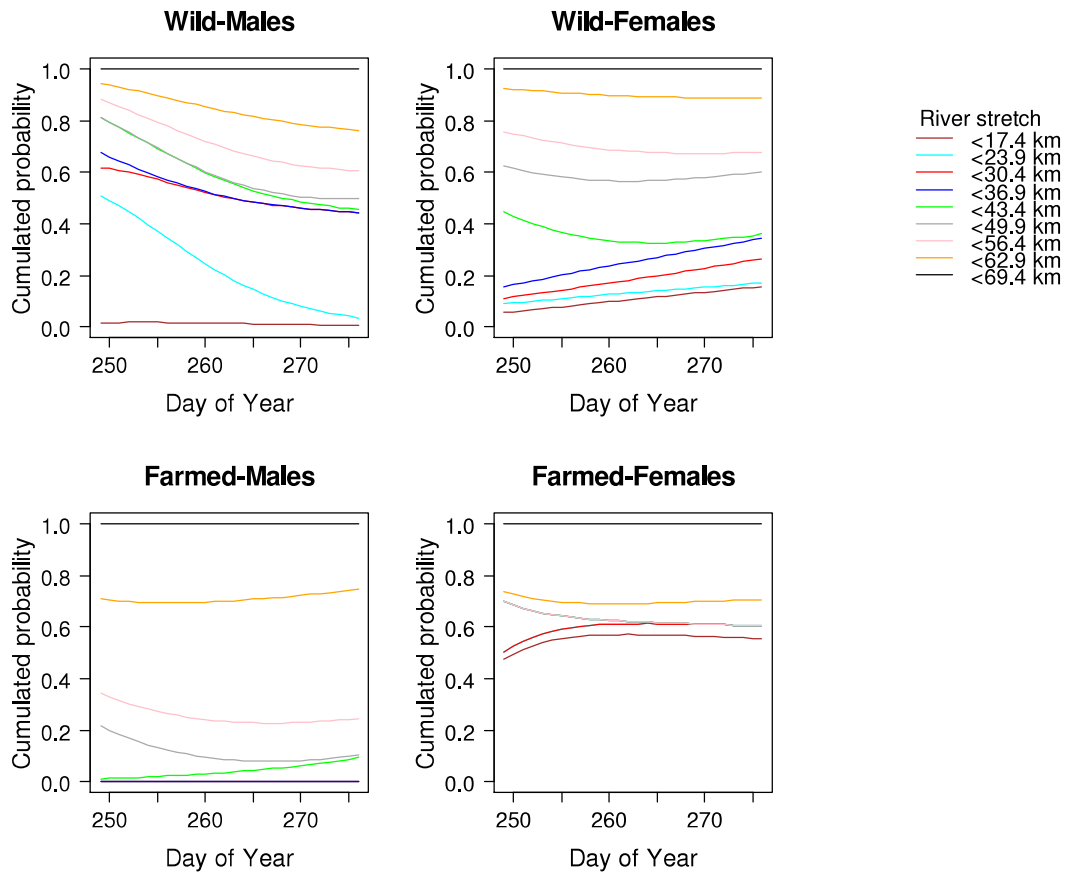 Wild-Males
Wild-Females
Cumulated probability
1.0
0.8
0.6
0.4
0.2
0.0
250
260
270
Day of Year
Cumulated probability
1.0
0.8
0.6
0.4
0.2
0.0
250
260
270
Day of Year
River stretch
<17.4 km
<23.9 km
<30.4 km
<36.9 km
<43.4 km
<49.9 km
<56.4 km
<62.9 km
<69.4 km
Farmed-Males
Farmed-Females
Cumulated probability
1.0
0.8
0.6
0.4
0.2
0.0
250
260
270
Day of Year
Cumulated probability
1.0
0.8
0.6
0.4
0.2
0.0
250
260
270
Day of Year